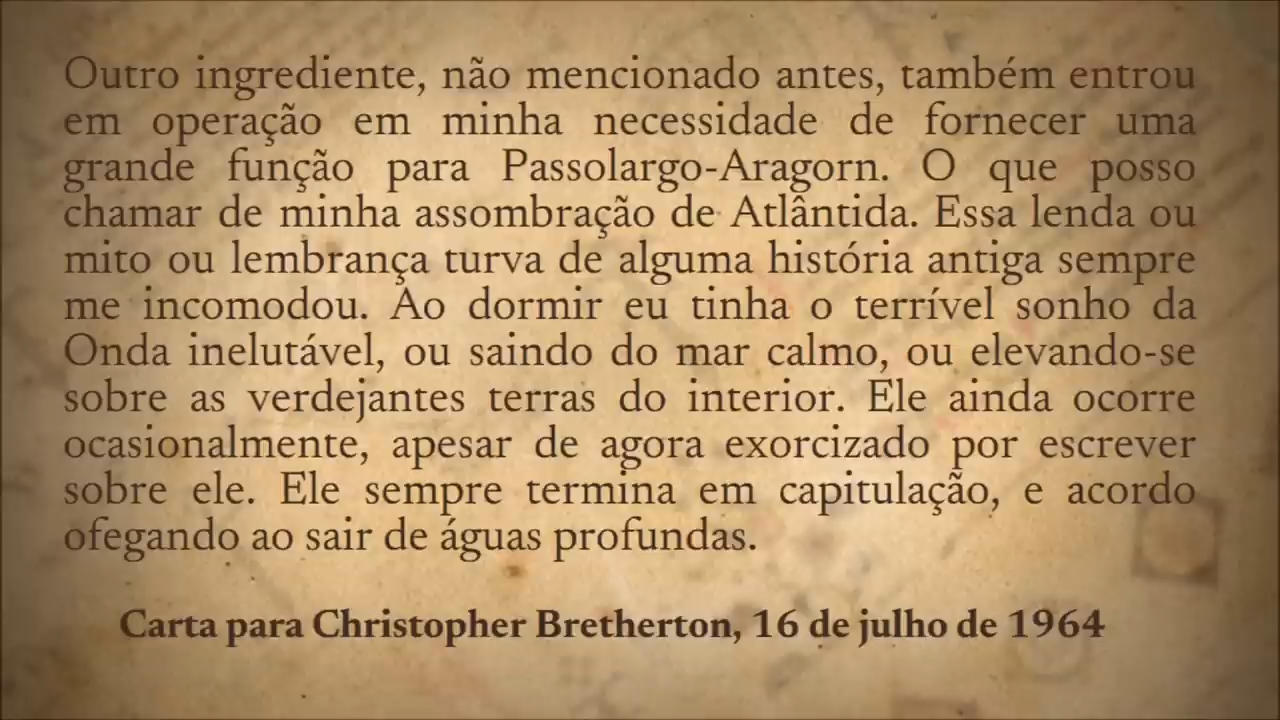 Outro ingrediente, não mencionado antes, também entrou
em operação em minha necessidade de fornecer uma
grande função para Passolargo-Aragorn. O que posso
chamar de minha assombração de Atlântida. Essa lenda ou
mito ou lembrança turva de alguma história antiga sempre
me incomodou. Ao dormir eu tinha o terrível sonho da
Onda inelutável, ou saindo do mar calmo, ou elevando-se
sobre as verdejantes terras do interior. Ele ainda ocorre
ocasionalmente, apesar de agora exorcizado por escrever
sobre ele. Ele sempre termina em capitulação, e acordo
ofegando ao sair de águas profundas.
Carta para Christopher Bretherton, 16 de julho de 1964